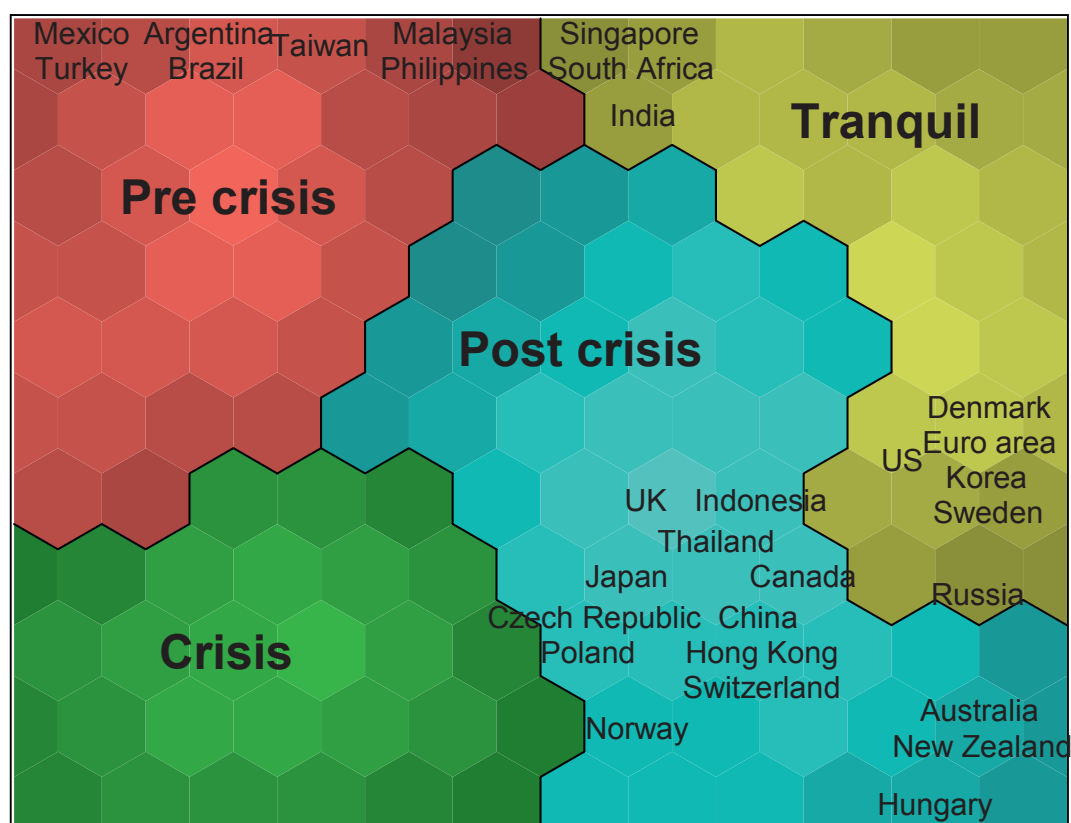 Mexico
Turkey
Argentina
Brazil
Taiwan
Malaysia
Philippines
Singapore
South Africa
India
Tranquil
Pre crisis
Post crisis
Denmark
Euro area
Korea
Sweden
US
UK
Indonesia
Thailand
Japan
Canada
Russia
Czech Republic
Poland
China
Hong Kong
Switzerland
Crisis
Norway
Australia
New Zealand
Hungary